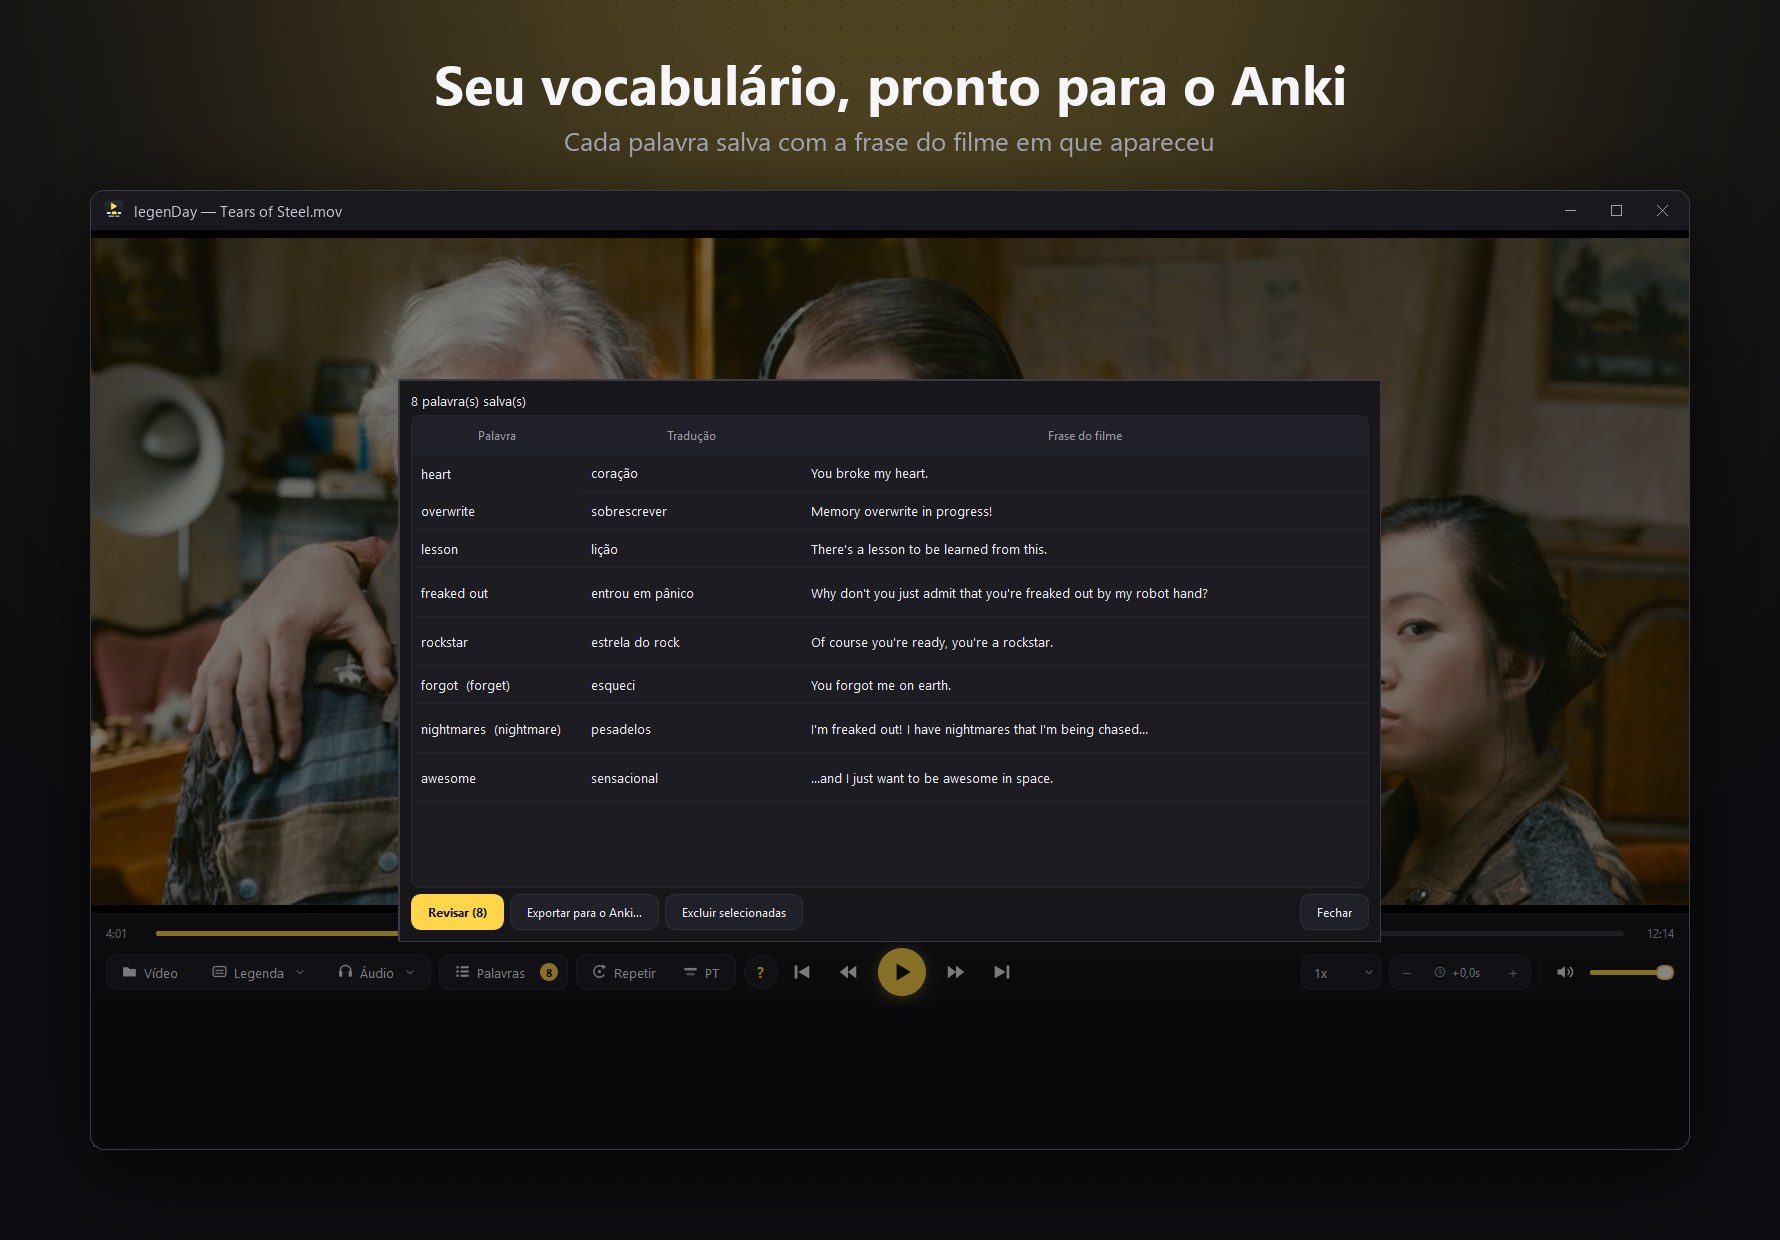 Seu vocabulário, pronto para o Anki
Cada palavra salva com a frase do filme em que apareceu
legenDay — Tears of Steel.mov
8 palavra(s) salva(s)
Palavra Tradução Frase do filme
heart coração You broke my heart.
overwrite sobrescrever Memory overwrite in progress!
lesson lição There's a lesson to be learned from this.
freaked out entrou em pânico Why don't you just admit that you're freaked out by my robot hand?
rockstar estrela do rock Of course you're ready, you're a rockstar.
forgot (forget) esqueci You forgot me on earth.
nightmares (nightmare) pesadelos I'm freaked out! I have nightmares that I'm being chased...
awesome sensacional ...and I just want to be awesome in space.
Revisar (8) Exportar para o Anki... Excluir selecionadas Fechar
4:01 12:14
Vídeo Legenda Áudio Palavras 8 Repetir PT ? 1x − +0,0s +